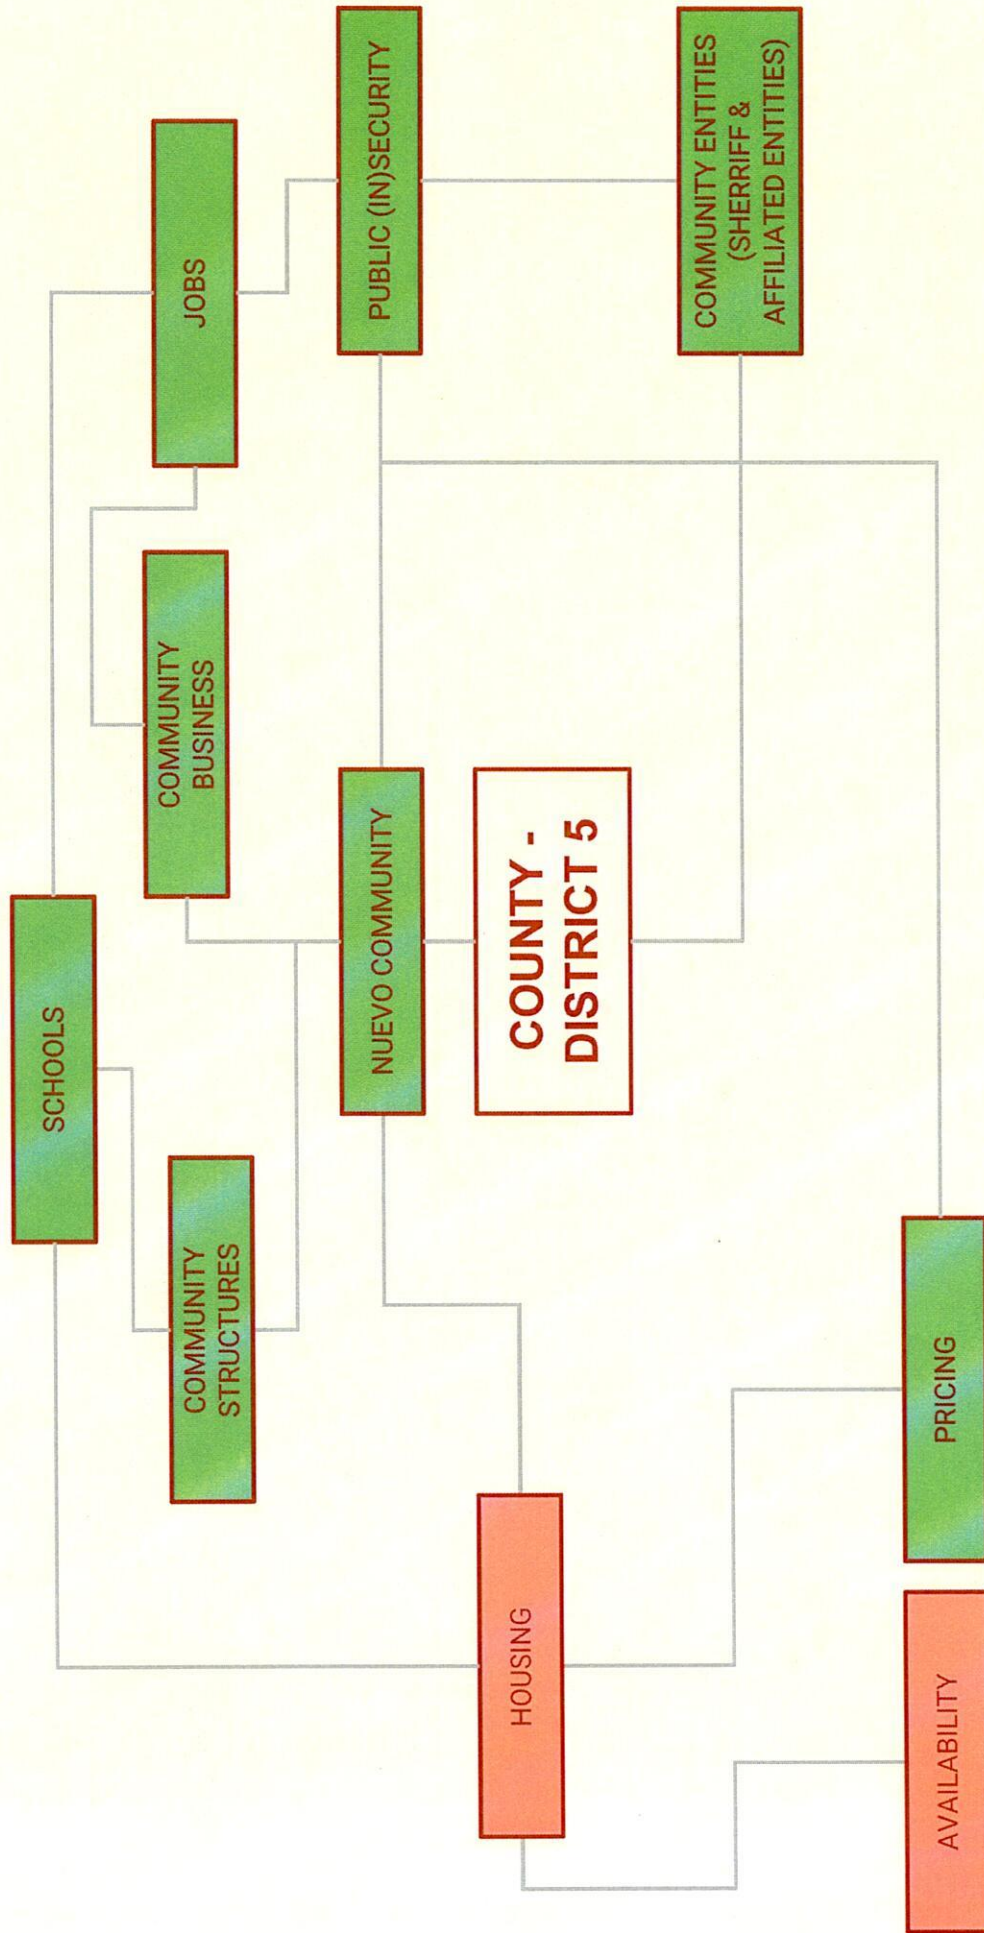 SCHOOLS
COMMUNITY
STRUCTURES
COMMUNITY
BUSINESS
JOBS
NUEVO COMMUNITY
PUBLIC (IN)SECURITY
HOUSING
COUNTY -
DISTRICT 5
COMMUNITY ENTITIES
(SHERRIFF &
AFFILIATED ENTITIES)
AVAILABILITY
PRICING